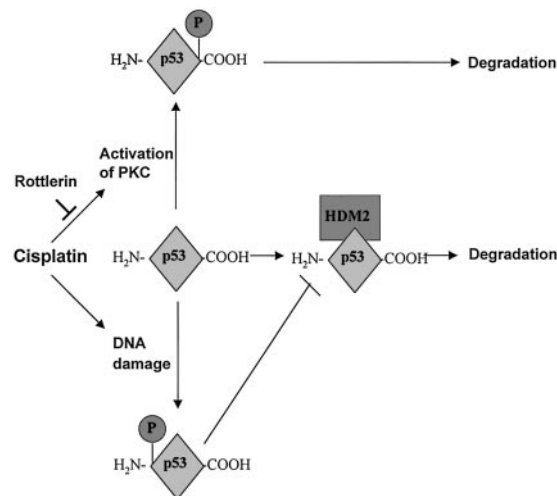 P
H₂N- p53 -COOH
Degradation
Activation
of PKC
Rottlerin
HDM2
Cisplatin
H₂N- p53 -COOH
H₂N- p53 -COOH
Degradation
DNA
damage
P
H₂N- p53 -COOH